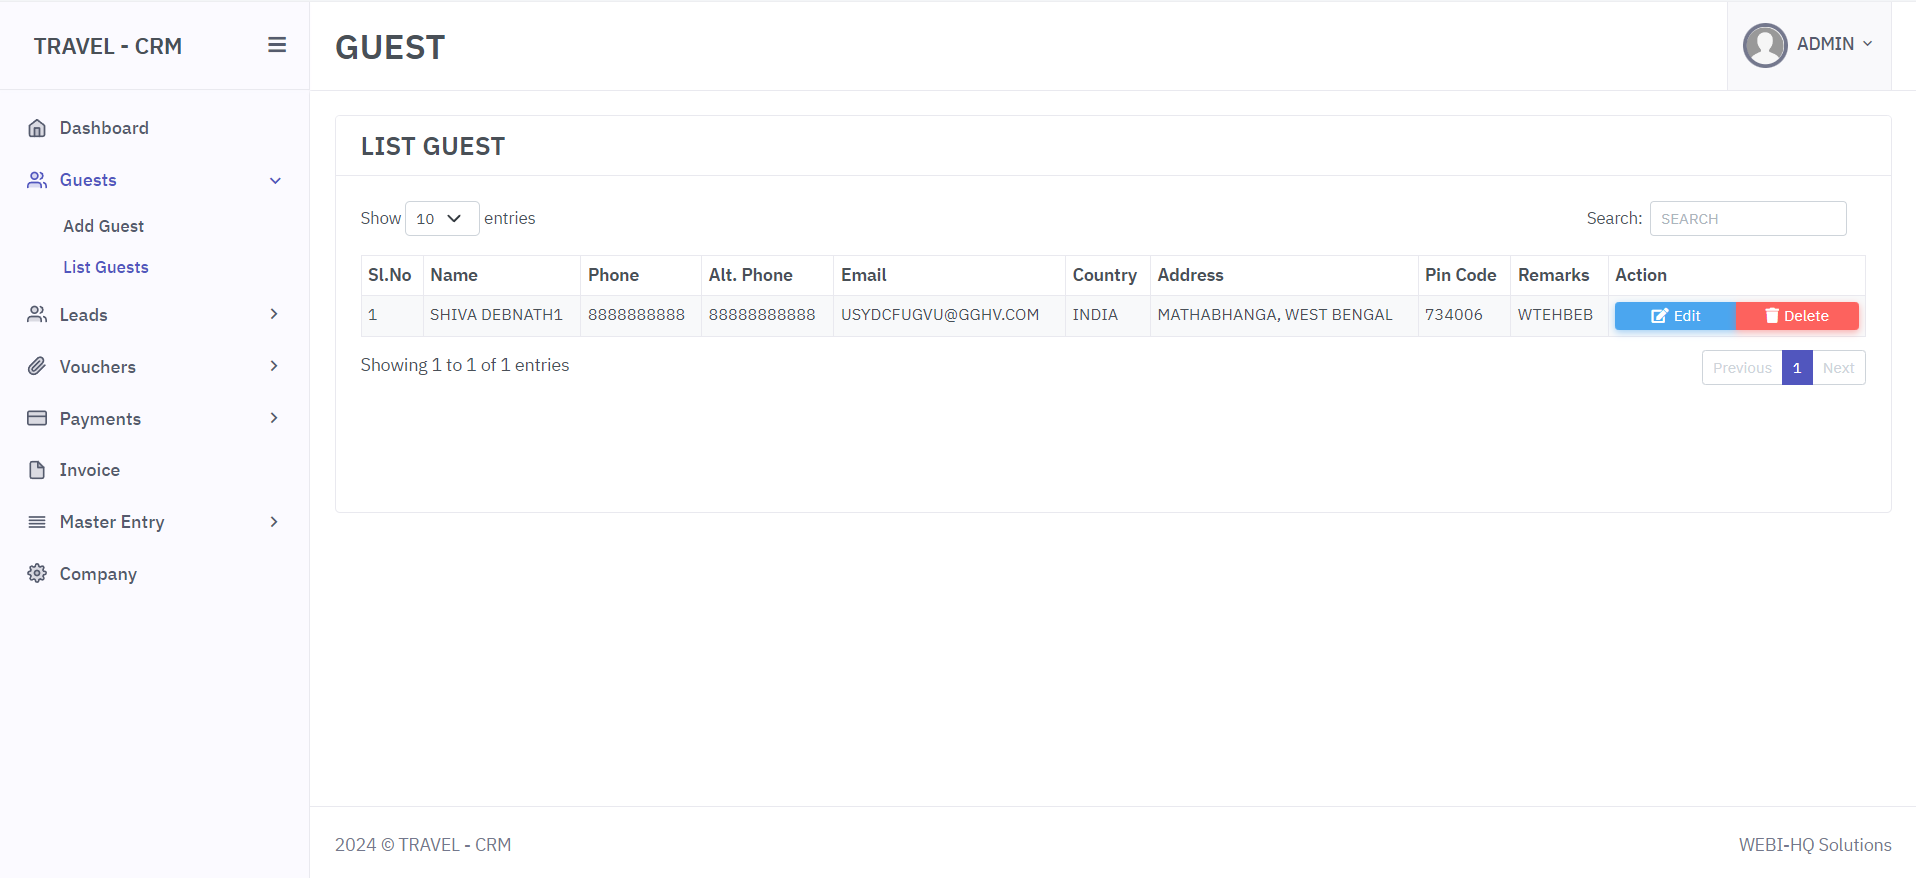 TRAVEL - CRM
GUEST
ADMIN
Dashboard
Guests
Add Guest
List Guests
Leads
Vouchers
Payments
Invoice
Master Entry
Company
LIST GUEST
Show 10 entries
Search: SEARCH
Sl.No Name Phone Alt. Phone Email Country Address Pin Code Remarks Action
1 SHIVA DEBNATH1 8888888888 88888888888 USYDCFUGVU@GGHV.COM INDIA MATHABHANGA, WEST BENGAL 734006 WTEHBEB Edit Delete
Showing 1 to 1 of 1 entries
Previous 1 Next
2024 © TRAVEL - CRM
WEBI-HQ Solutions